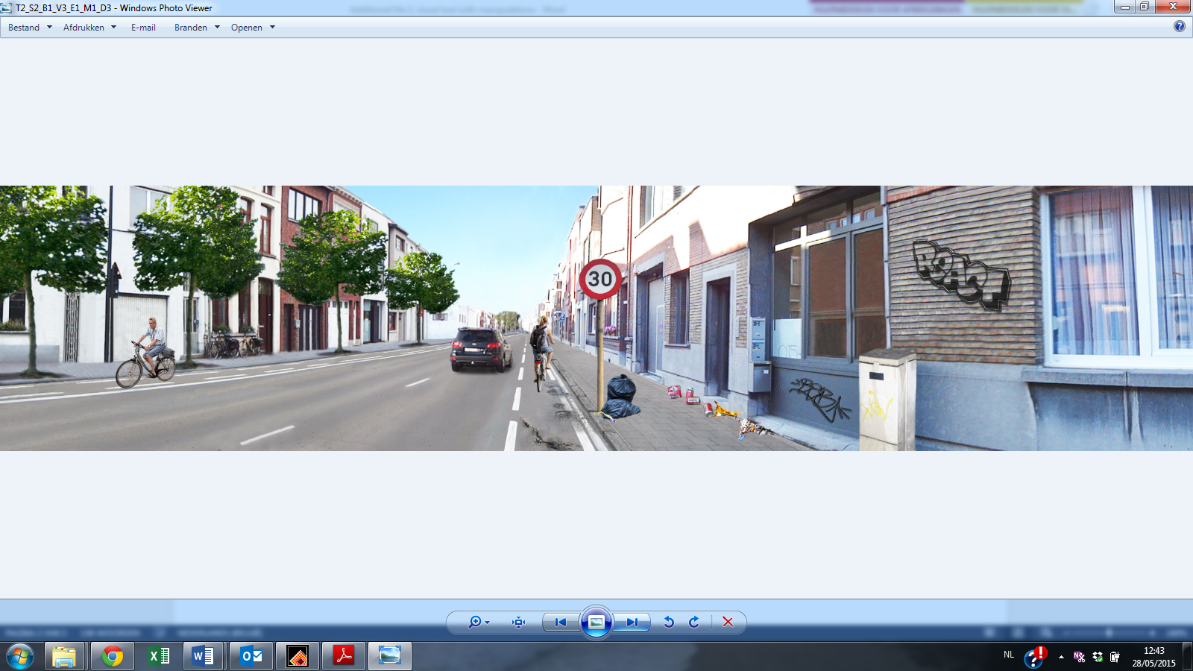 T2_S2_B1_V3_E1_M1_D3 - Windows Photo Viewer
Bestand Afdrukken E-mail Branden Openen
30
NL
12:43
28/05/2015